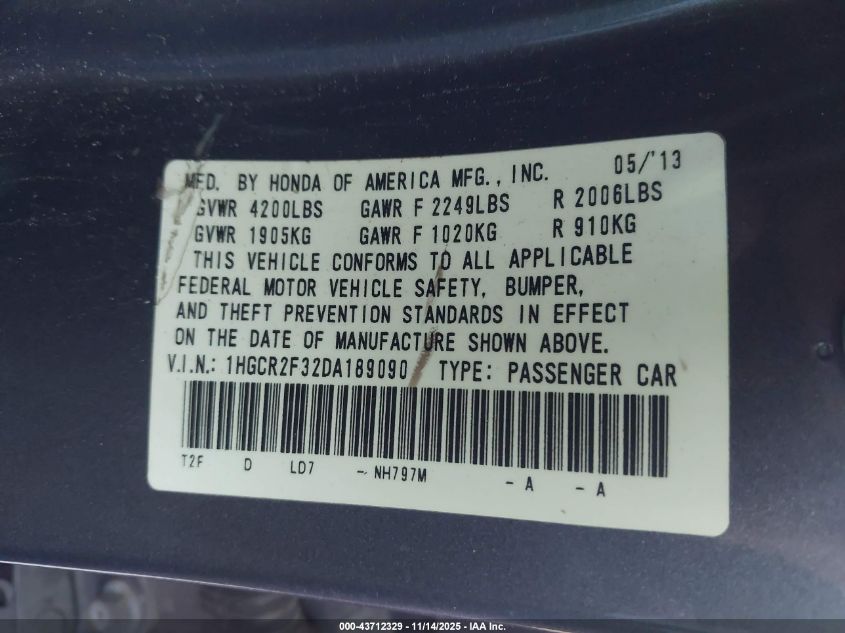 MFD. BY HONDA OF AMERICA MFG., INC. 05/'13
GVWR 4200LBS GAWR F 2249LBS R 2006LBS
GVWR 1905KG GAWR F 1020KG R 910KG
THIS VEHICLE CONFORMS TO ALL APPLICABLE
FEDERAL MOTOR VEHICLE SAFETY, BUMPER,
AND THEFT PREVENTION STANDARDS IN EFFECT
ON THE DATE OF MANUFACTURE SHOWN ABOVE.
V.I.N.: 1HGCR2F32DA189090 TYPE: PASSENGER CAR
T2F D LD7 - NH797M - A - A
000-43712329 - 11/14/2025 - IAA Inc.